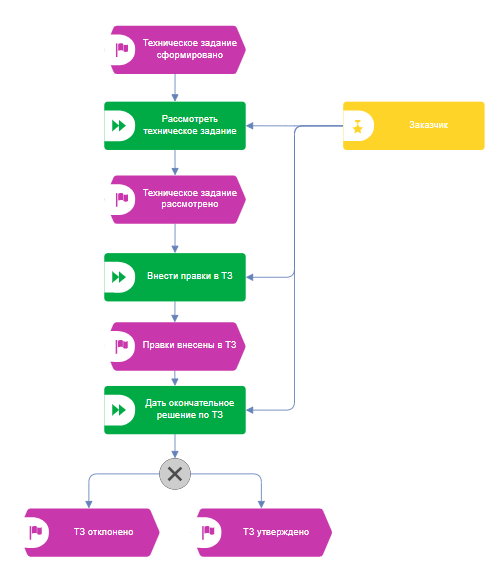 Техническое задание
сформировано
Рассмотреть
техническое задание
Заказчик
Техническое задание
рассмотрено
Внести правки в ТЗ
Правки внесены в ТЗ
Дать окончательное
решение по ТЗ
ТЗ отклонено
ТЗ утверждено